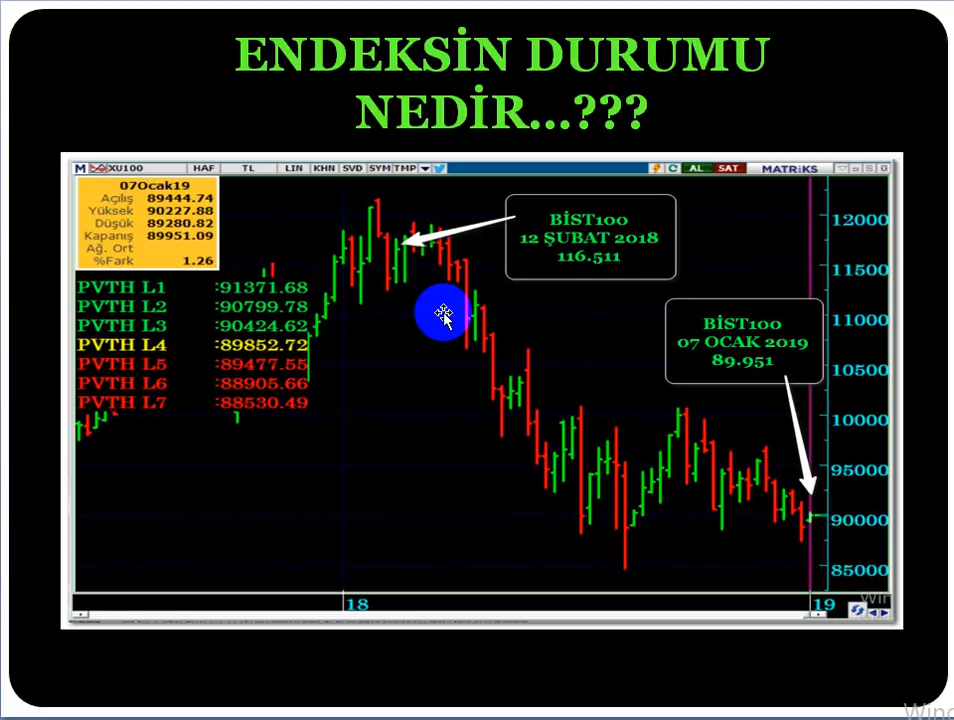 ENDEKSİN DURUMU
NEDİR...???
M XU100 HAF TL LIN KHN SVD SYM TMP AL SAT MATRiKS
07Ocak19
Açılış 89444.74
Yüksek 90227.88
Düşük 89280.82
Kapanış 89951.09
Ağ. Ort
%Fark 1.26
PVTH L1 :91371.68
PVTH L2 :90799.78
PVTH L3 :90424.62
PVTH L4 :89852.72
PVTH L5 :89477.55
PVTH L6 :88905.66
PVTH L7 :88530.49
BİST100
12 ŞUBAT 2018
116.511
BİST100
07 OCAK 2019
89.951
12000
11500
11000
10500
10000
95000
90000
85000
18
19
Win
Wind